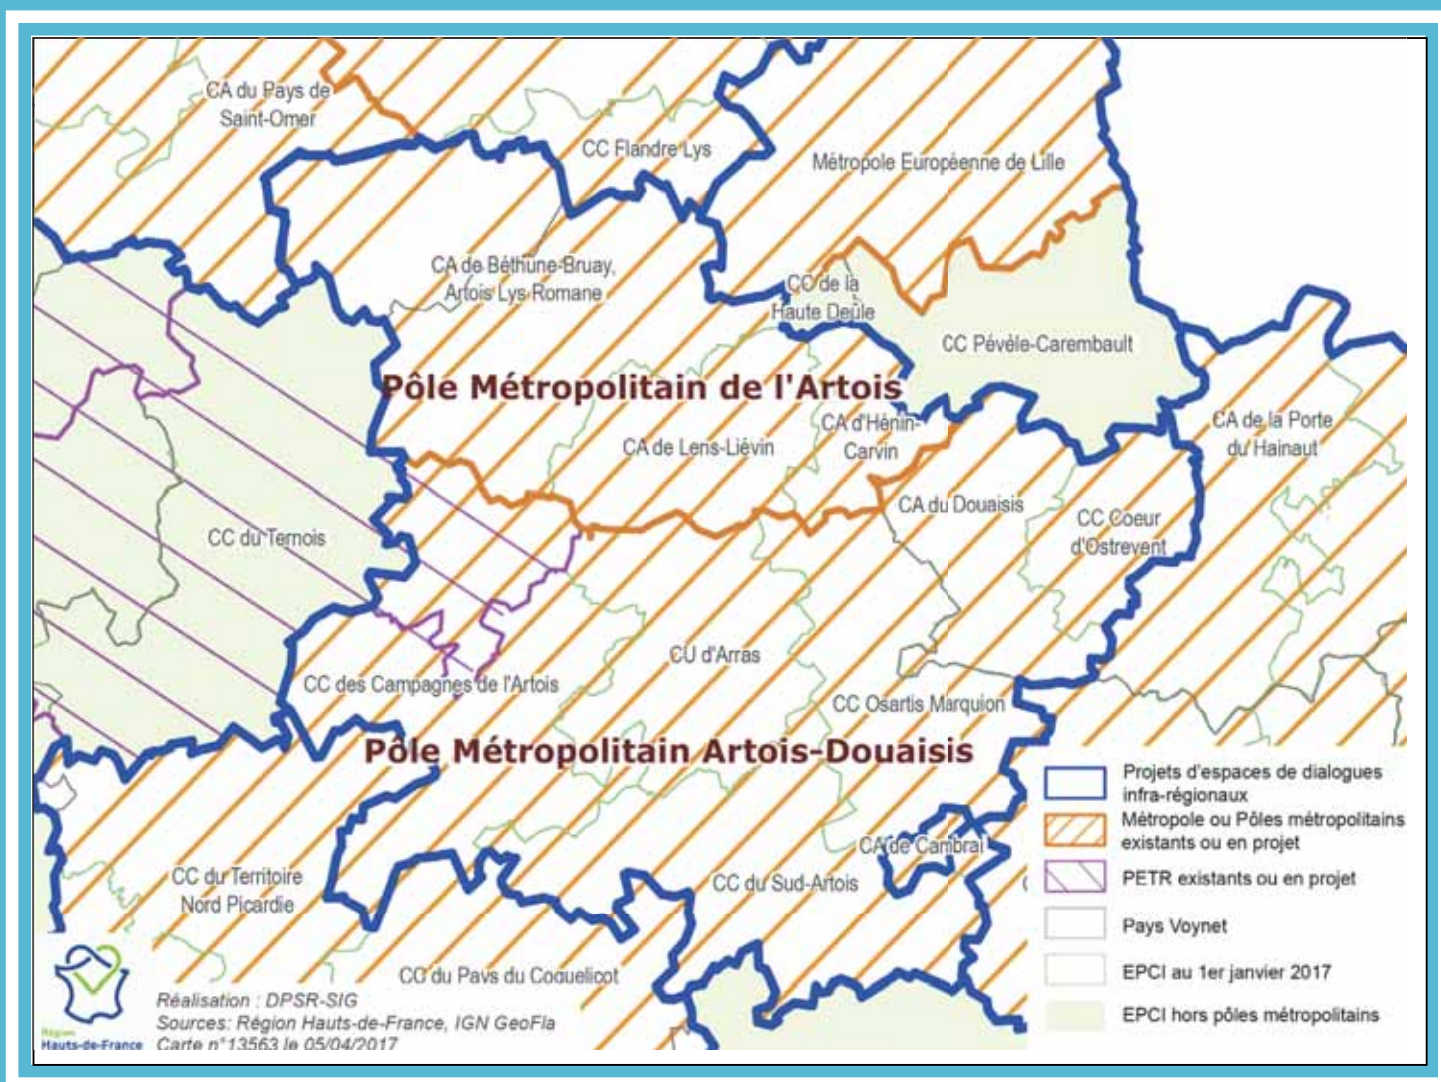 CA du Pays de
Saint-Omer
CC Flandre Lys
Métropole Européenne de Lille
CA de Béthune-Bruay,
Artois Lys Romane
CC de la
Haute Deûle
CC Pévèle-Carembault
Pôle Métropolitain de l'Artois
CA d'Hénin-
Carvin
CA de Lens-Liévin
CA de la Porte
du Hainaut
CA du Douaisis
CC Coeur
d'Ostrevent
CC du Ternois
CU d'Arras
CC des Campagnes de l'Artois
CC Osartis Marquion
Pôle Métropolitain Artois-Douaisis
CA de Cambrai
CC du Territoire
Nord Picardie
CC du Sud-Artois
CC du Pays du Coquelicot
Projets d'espaces de dialogues
infra-régionaux
Métropole ou Pôles métropolitains
existants ou en projet
PETR existants ou en projet
Pays Voynet
EPCI au 1er janvier 2017
EPCI hors pôles métropolitains
Région
Hauts-de-France
Réalisation : DPSR-SIG
Sources: Région Hauts-de-France, IGN GeoFla
Carte n°13563 le 05/04/2017